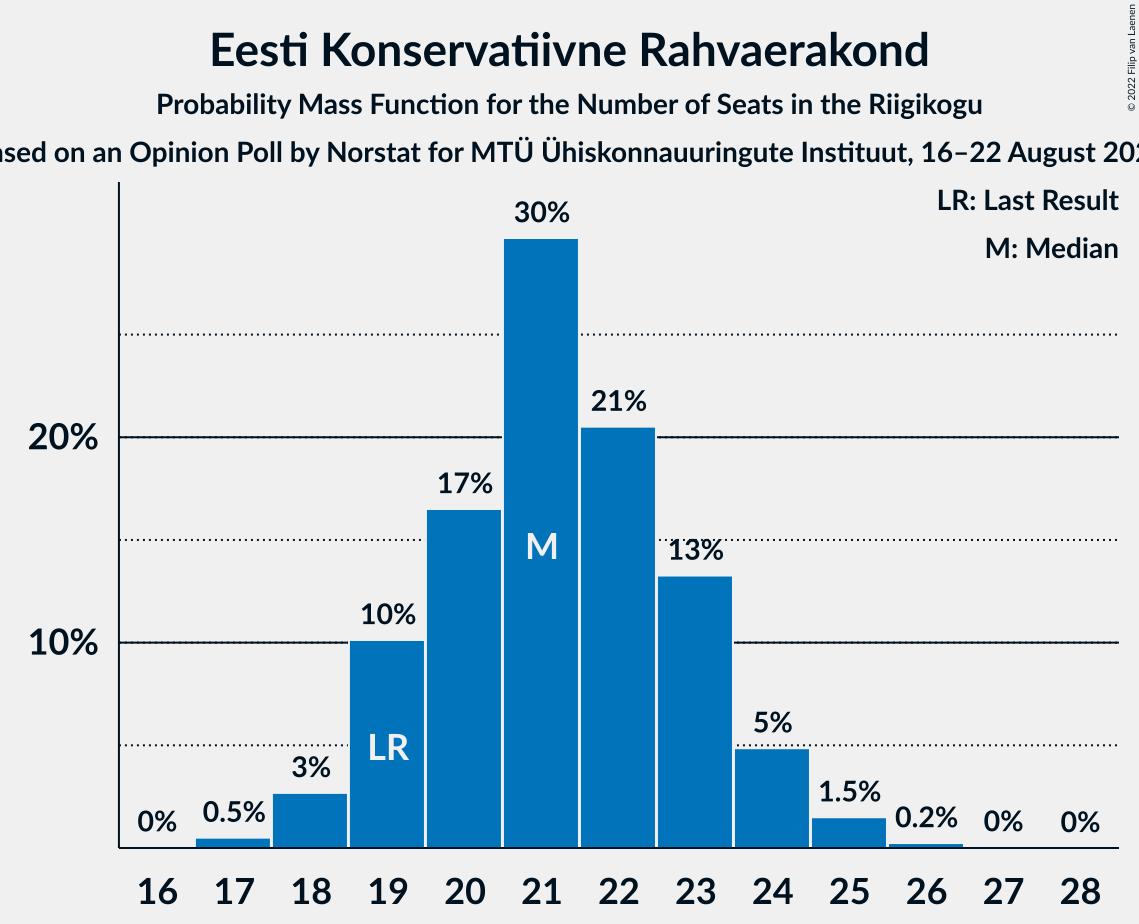 Eesti Konservatiivne Rahvaerakond
Probability Mass Function for the Number of Seats in the Riigikogu
on an Opinion Poll by Norstat for MTÜ Ühiskonnauuringute Instituut, 16–22 August
© 2022 Filip van Laenen
LR: Last Result
M: Median
30%
21%
20%
17%
M
13%
10%
10%
LR
5%
3%
1.5%
0.5%
0.2%
0%
0%
0%
16 17 18 19 20 21 22 23 24 25 26 27 28